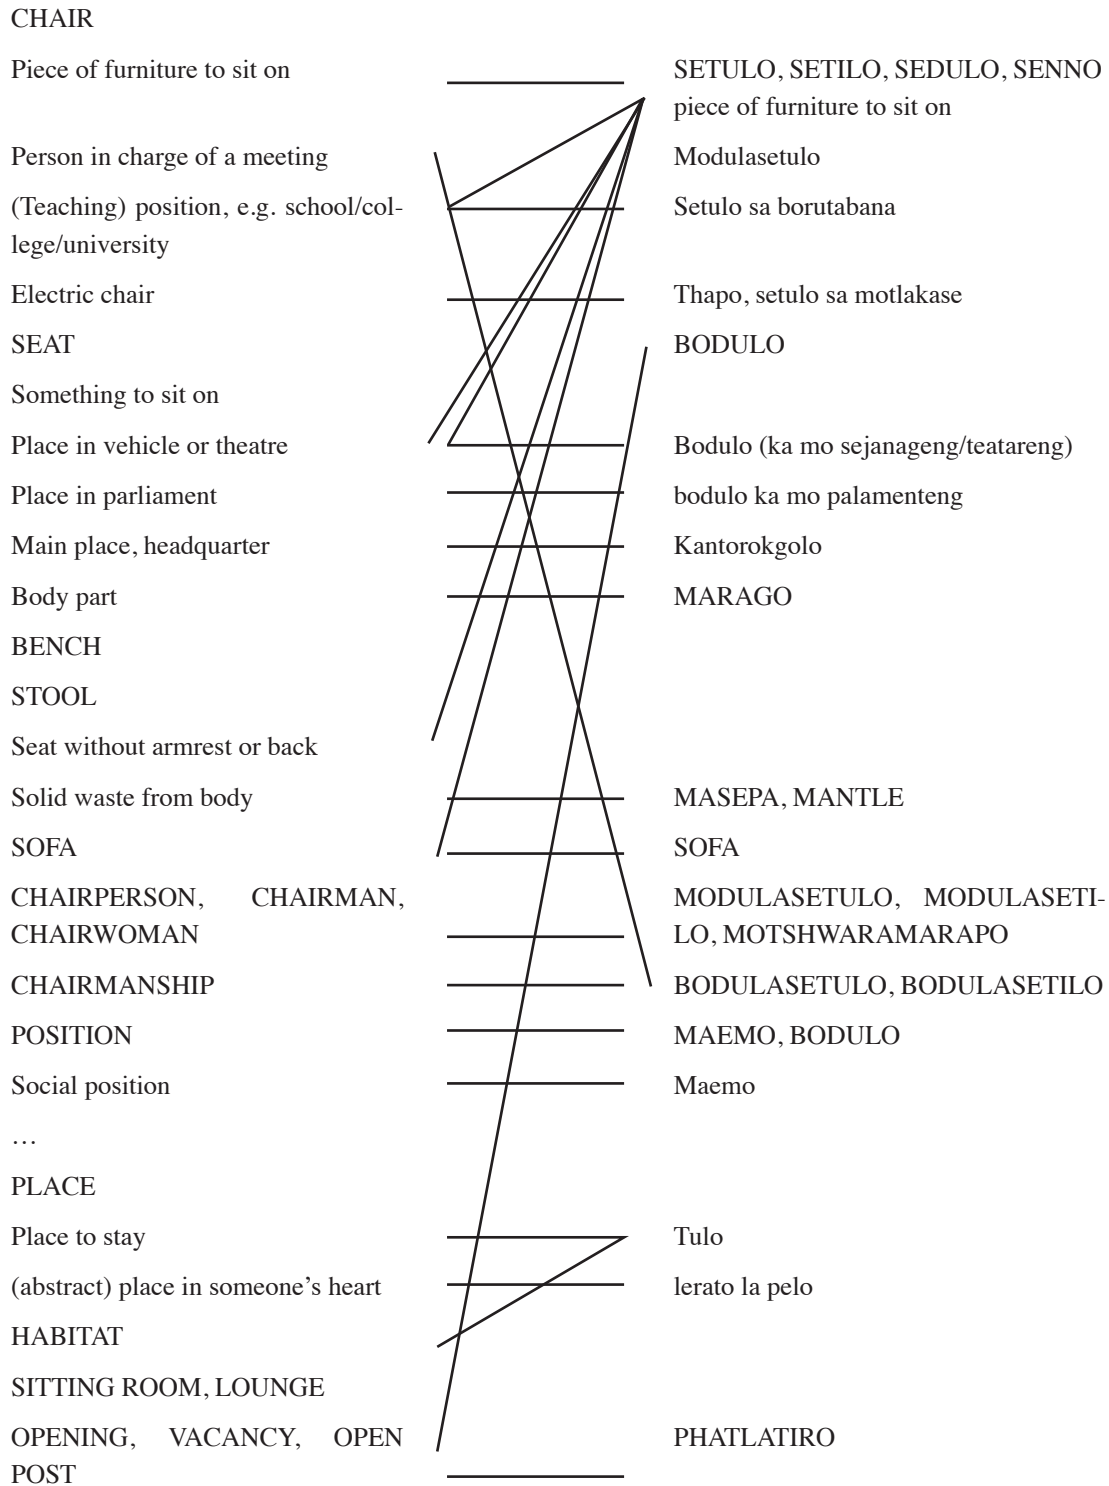 CHAIR
Piece of furniture to sit on
SETULO, SETILO, SEDULO, SENNO
piece of furniture to sit on
Person in charge of a meeting
Modulasetulo
(Teaching) position, e.g. school/col-
lege/university
Setulo sa borutabana
Electric chair
Thapo, setulo sa motlakase
SEAT
BODULO
Something to sit on
Place in vehicle or theatre
Bodulo (ka mo sejanageng/teatareng)
Place in parliament
bodulo ka mo palamenteng
Main place, headquarter
Kantorokgolo
Body part
MARAGO
BENCH
STOOL
Seat without armrest or back
Solid waste from body
MASEPA, MANTLE
SOFA
SOFA
CHAIRPERSON, CHAIRMAN,
CHAIRWOMAN
MODULASETULO, MODULASETI-
LO, MOTSHWARAMARAPO
CHAIRMANSHIP
BODULASETULO, BODULASETILO
POSITION
MAEMO, BODULO
Social position
Maemo
…
PLACE
Place to stay
Tulo
(abstract) place in someone's heart
lerato la pelo
HABITAT
SITTING ROOM, LOUNGE
OPENING, VACANCY, OPEN
POST
PHATLATIRO